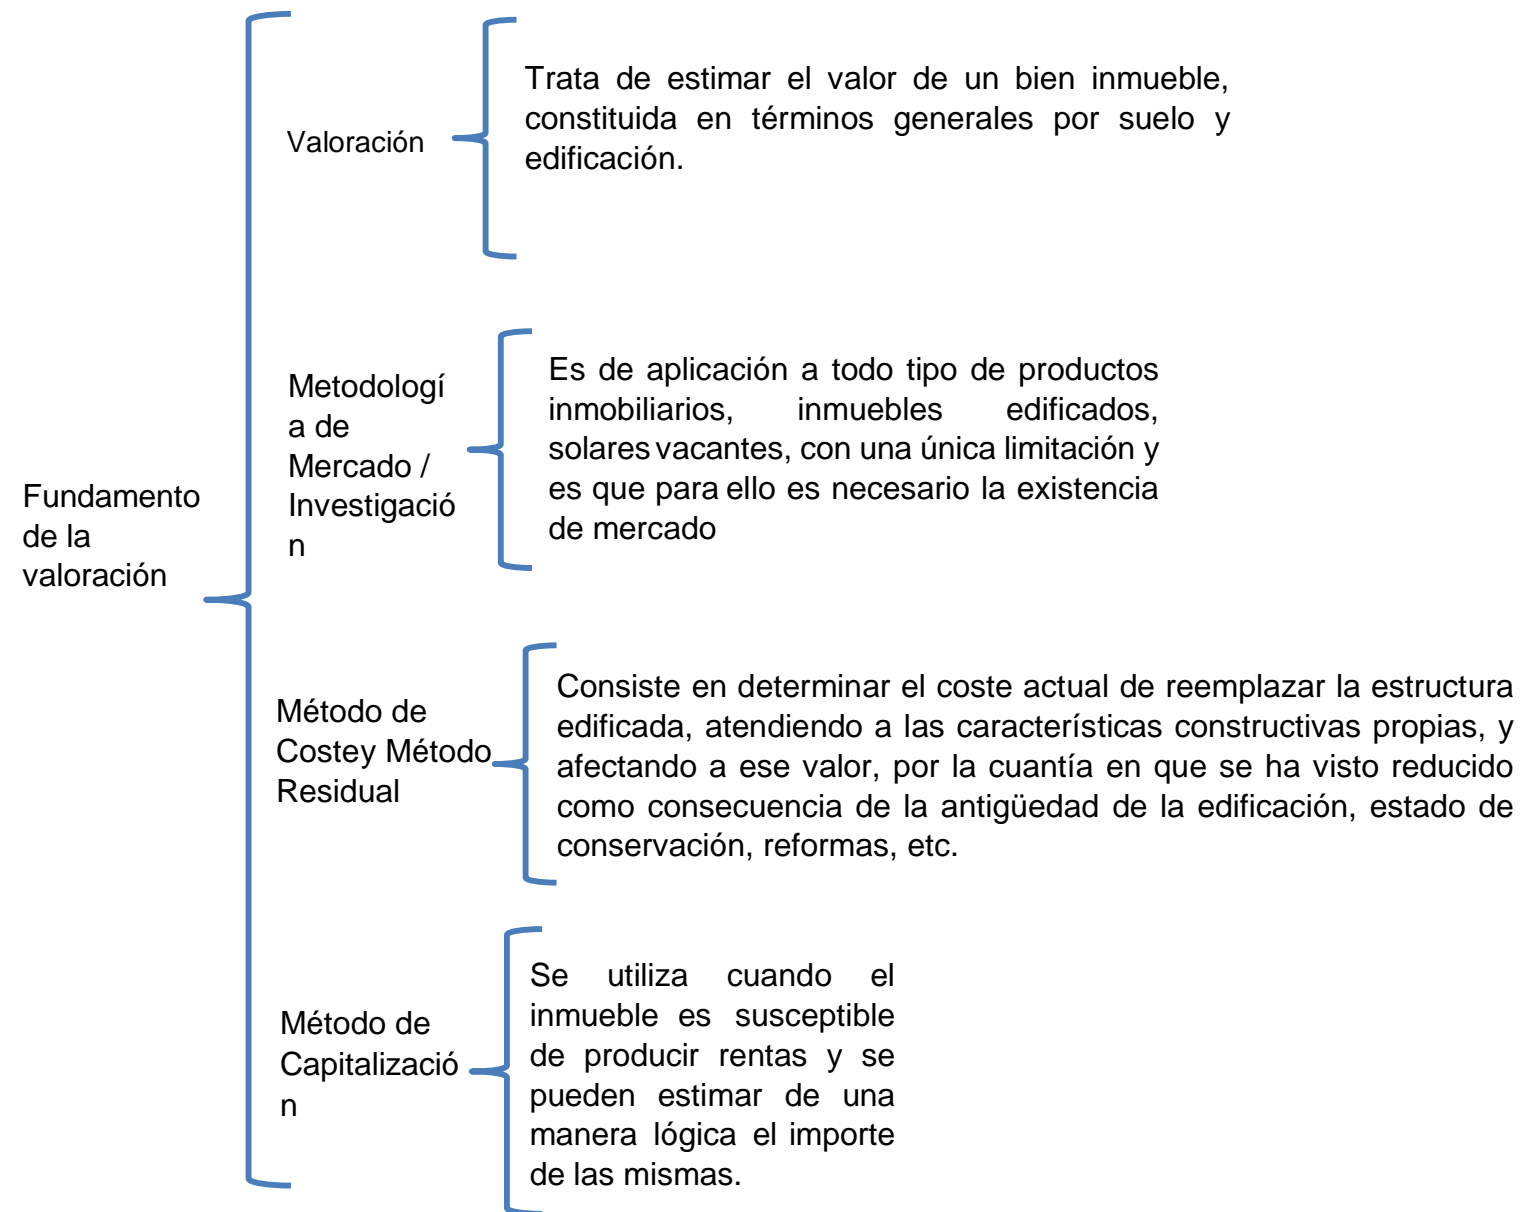 Fundamento
de la
valoración
Valoración
Trata de estimar el valor de un bien inmueble,
constituida en términos generales por suelo y
edificación.
Metodologí
a de
Mercado /
Investigació
n
Es de aplicación a todo tipo de productos
inmobiliarios, inmuebles edificados,
solares vacantes, con una única limitación y
es que para ello es necesario la existencia
de mercado
Método de
Costey Método
Residual
Consiste en determinar el coste actual de reemplazar la estructura
edificada, atendiendo a las características constructivas propias, y
afectando a ese valor, por la cuantía en que se ha visto reducido
como consecuencia de la antigüedad de la edificación, estado de
conservación, reformas, etc.
Método de
Capitalizació
n
Se utiliza cuando el
inmueble es susceptible
de producir rentas y se
pueden estimar de una
manera lógica el importe
de las mismas.